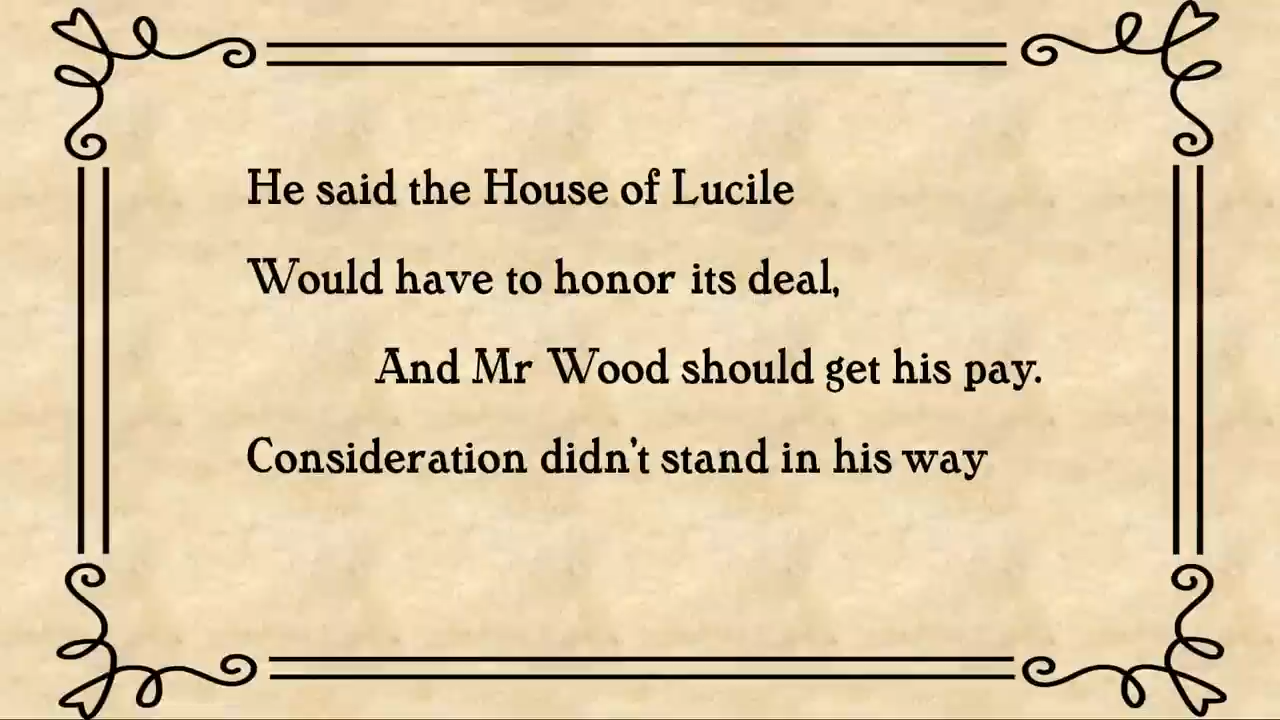 He said the House of Lucile
Would have to honor its deal,
And Mr Wood should get his pay.
Consideration didn't stand in his way